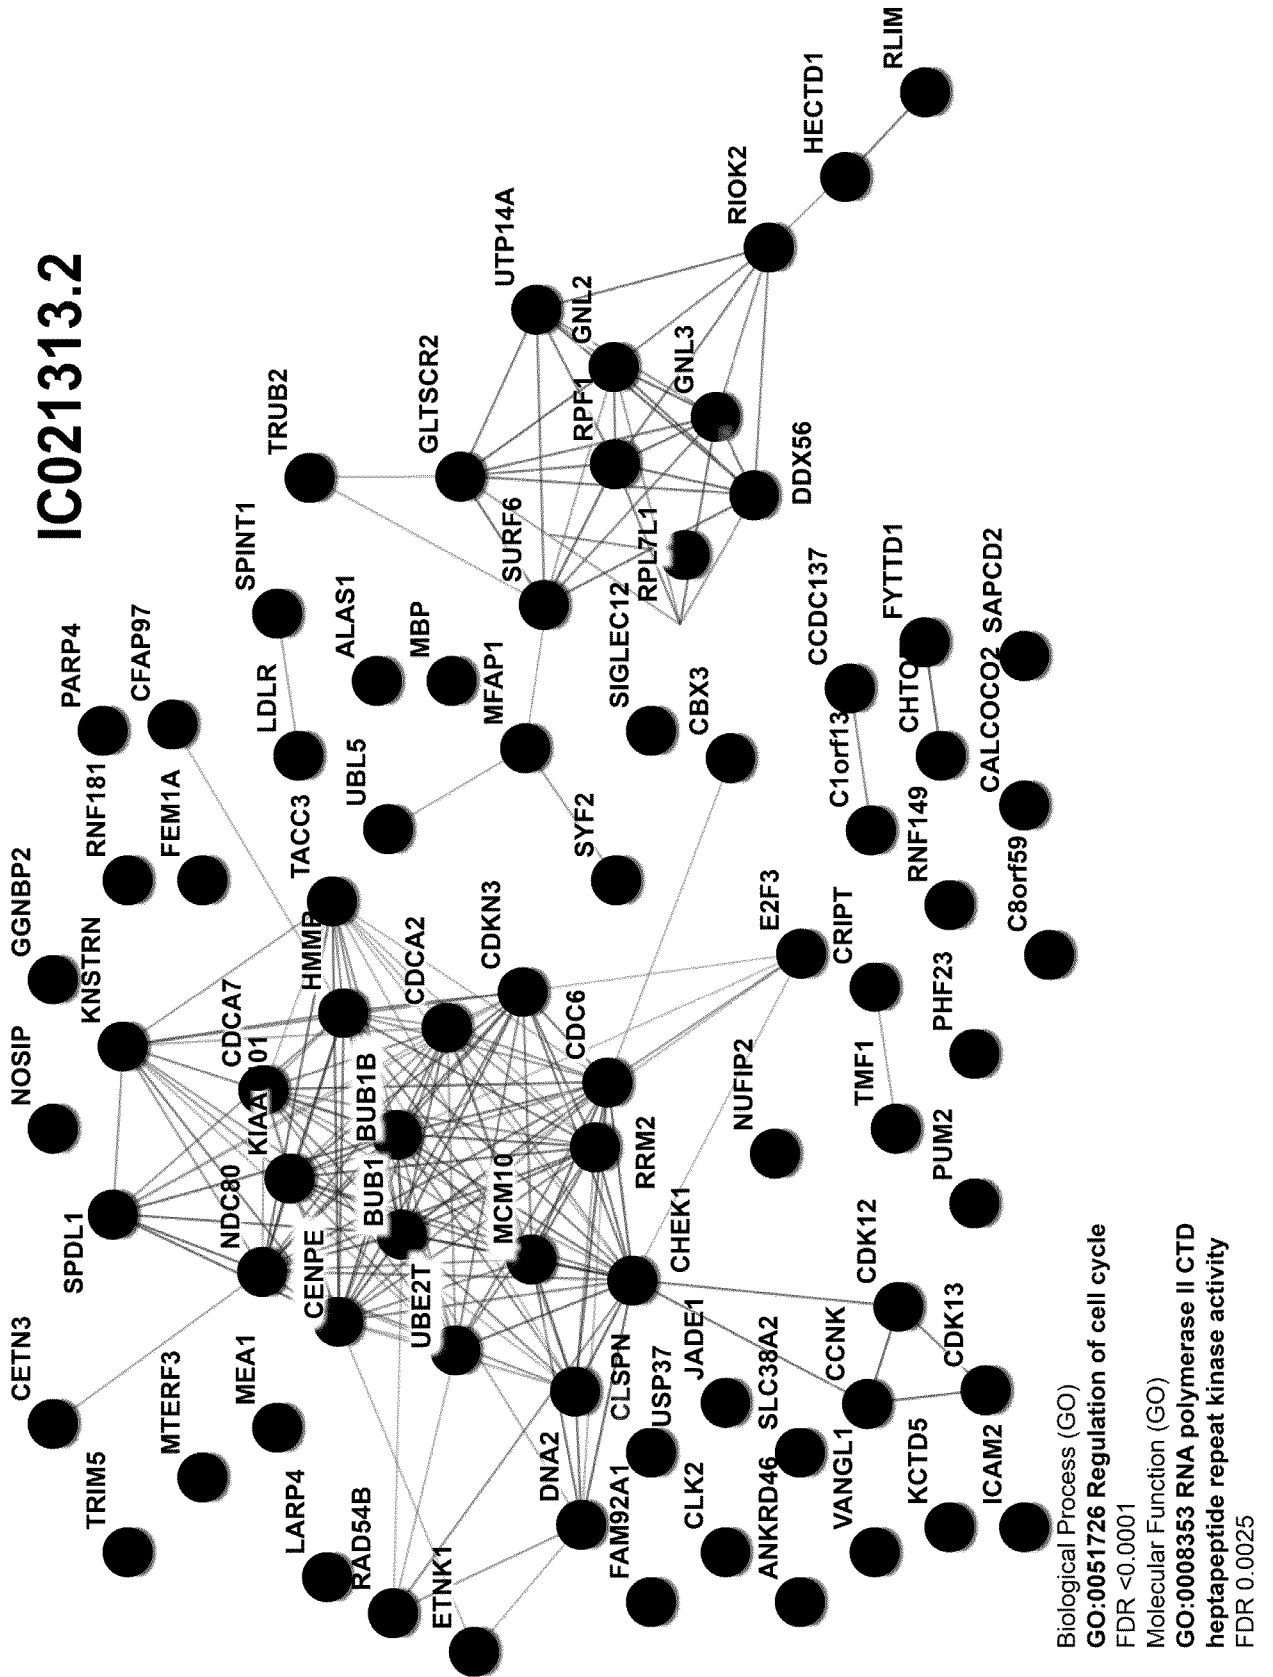 IC021313.2
TRIM5
CETN3
SPDL1
NOSIP
GGNBP2
KNSTRN
RNF181
PARP4
CFAP97
MTERF3
FEM1A
MEA1
NDC80
CDCA7
KIAA 101
LDLR
SPINT1
TRUB2
LARP4
CENPE
HMMR
TACC3
RAD54B
BUB1
BUB1B
UBL5
ALAS1
ETNK1
UBE2T
CDCA2
MBP
GLTSCR2
MCM10
CDKN3
MFAP1
SURF6
UTP14A
DNA2
CDC6
SYF2
RPF1
GNL2
FAM92A1
CLSPN
RRM2
SIGLEC12
RPL7L1
USP37
CHEK1
CBX3
GNL3
CLK2
JADE1
NUFIP2
RIOK2
ANKRD46
SLC38A2
E2F3
DDX56
VANGL1
CCNK
CDK12
TMF1
CRIPT
C1orf13
CCDC137
HECTD1
KCTD5
CDK13
PUM2
PHF23
RNF149
CHTO
FYTTD1
RLIM
ICAM2
C8orf59
CALCOCO2
SAPCD2
Biological Process (GO)
GO:0051726 Regulation of cell cycle
FDR <0.0001
Molecular Function (GO)
GO:0008353 RNA polymerase II CTD
heptapeptide repeat kinase activity
FDR 0.0025